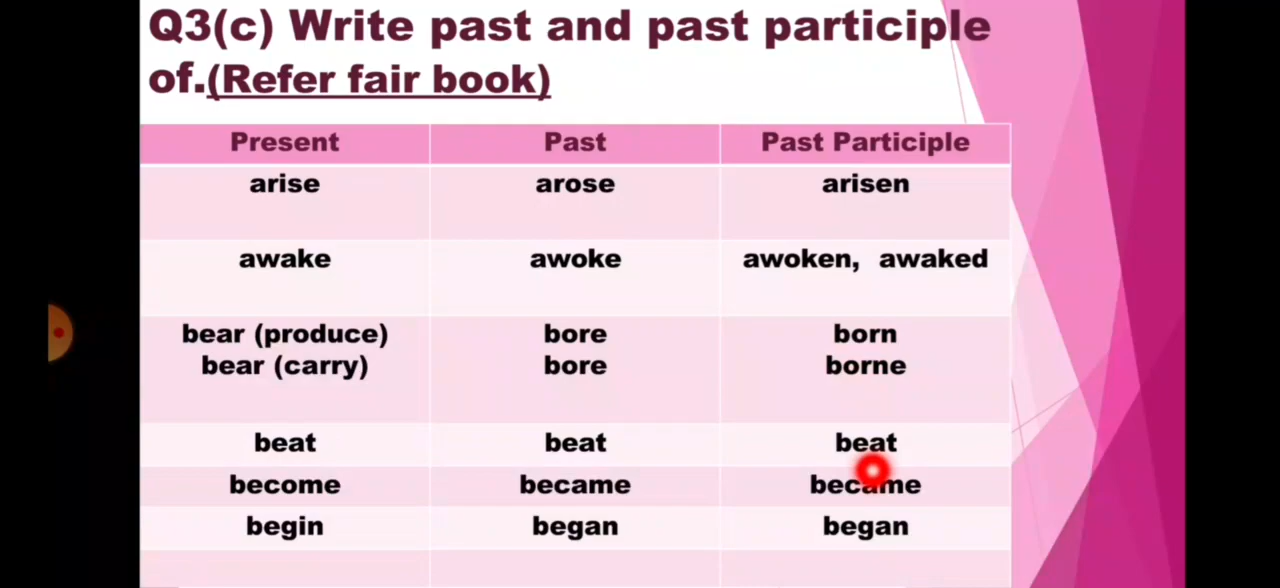 Q3(c) Write past and past participle
of.(Refer fair book)
Present Past Past Participle
arise arose arisen
awake awoke awoken, awaked
bear (produce) bore born
bear (carry) bore borne
beat beat beat
become became became
begin began began